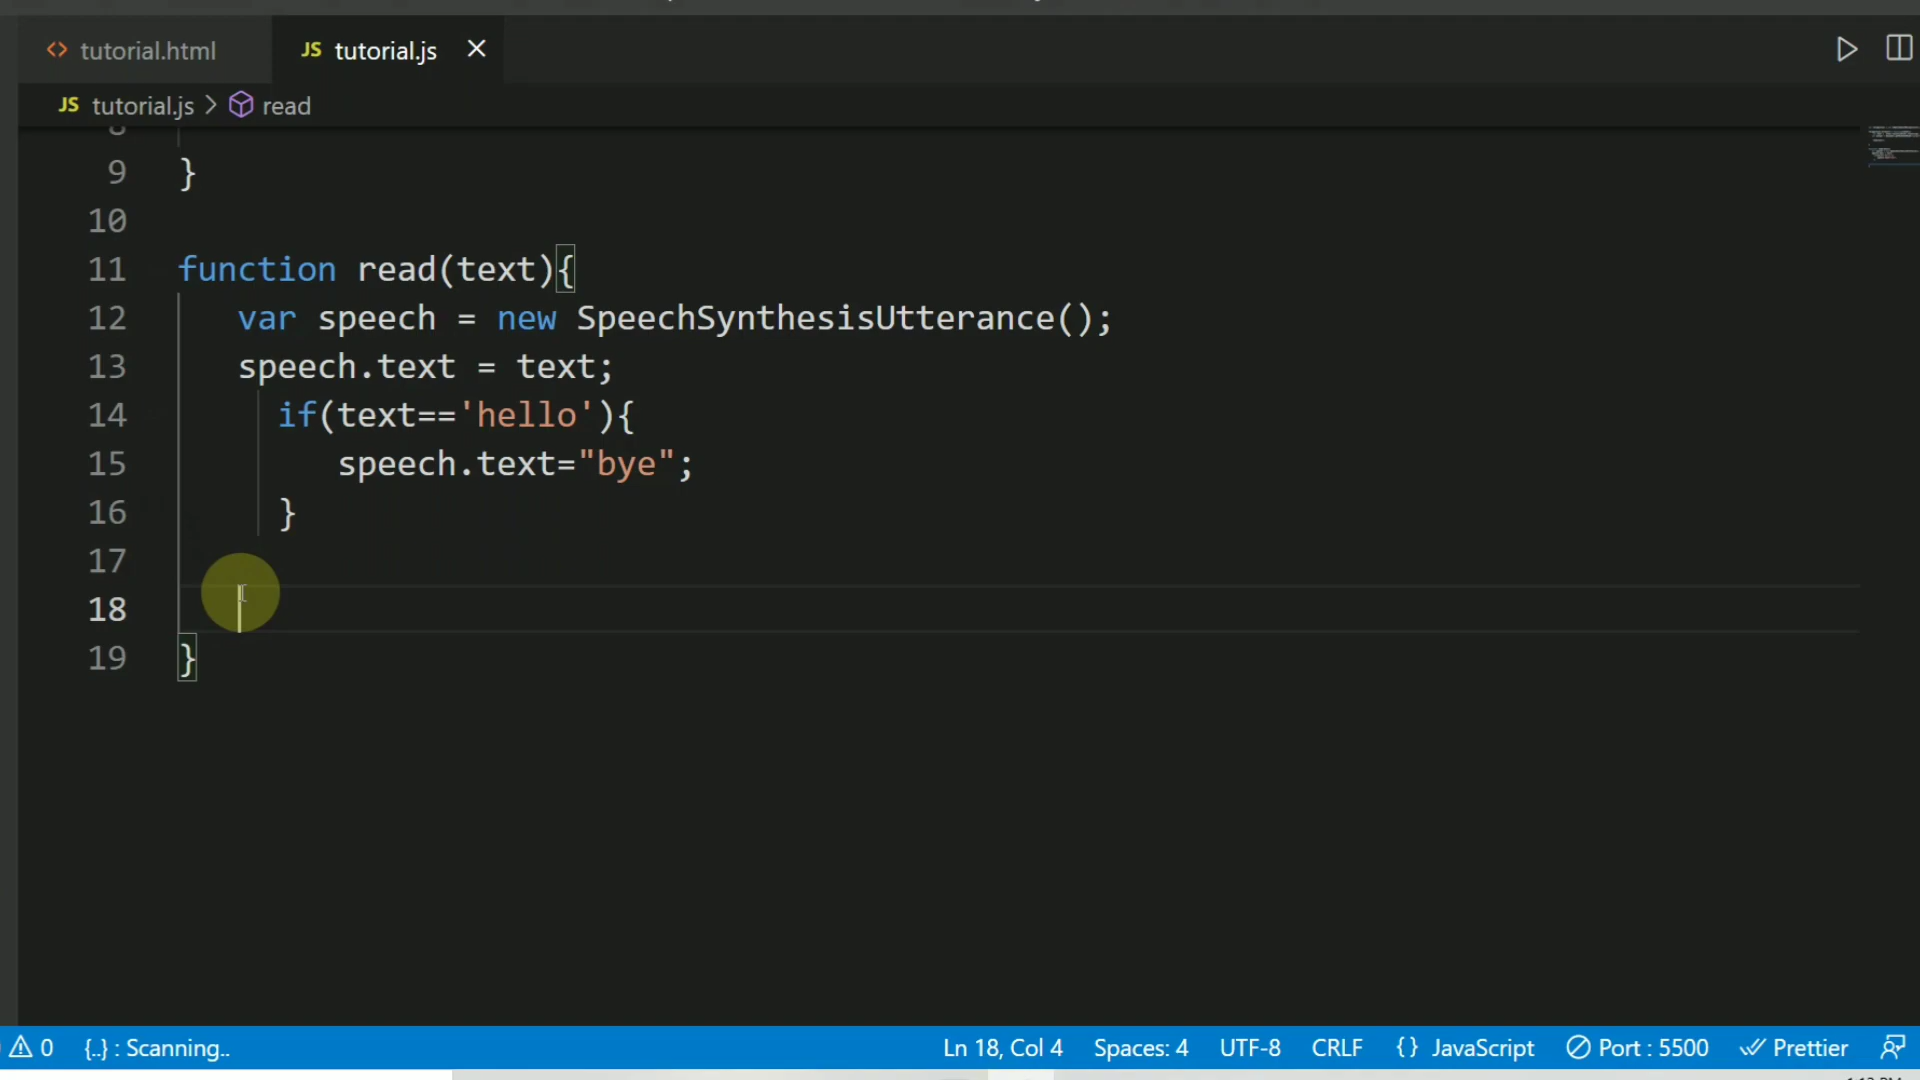 tutorial.html
JS tutorial.js ×
JS tutorial.js > read
8
9 }
10
11 function read(text){
12 var speech = new SpeechSynthesisUtterance();
13 speech.text = text;
14 if(text=='hello'){
15 speech.text="bye";
16 }
17
18
19 }
0 {..} : Scanning.. Ln 18, Col 4 Spaces: 4 UTF-8 CRLF {} JavaScript Port : 5500 Prettier